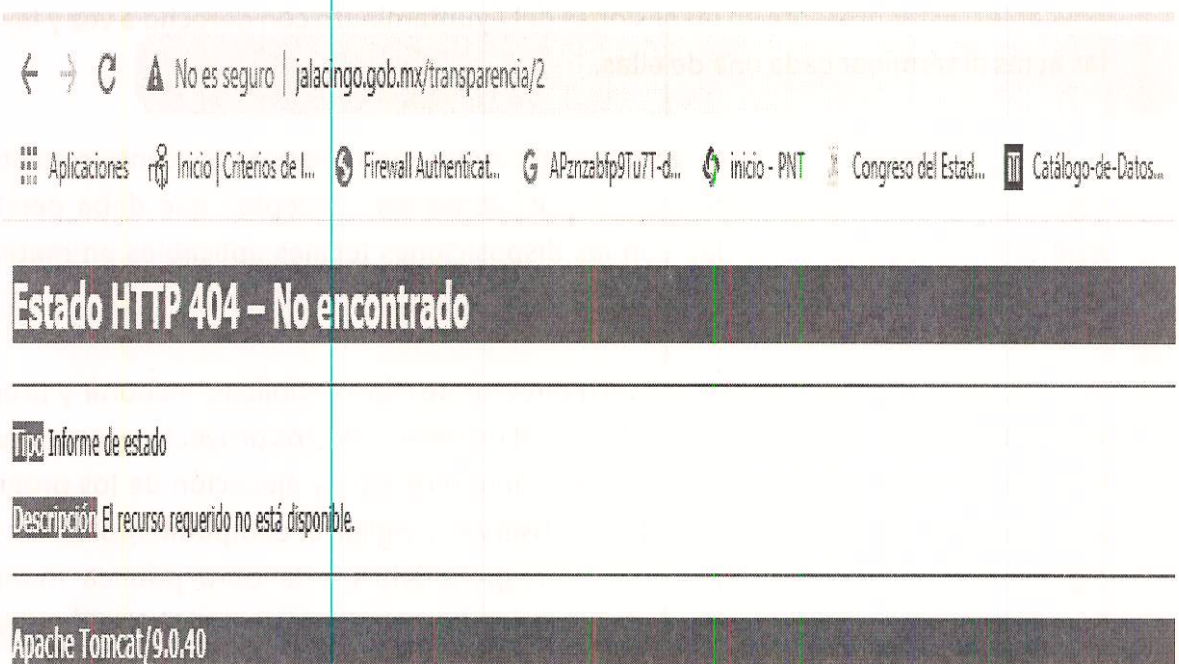 No es seguro | jalacingo.gob.mx/transparencia/2
Aplicaciones Inicio | Criterios de l... Firewall Authenticat... inicio - PNT Congreso del Estad... Catálogo-de-Datos...
Estado HTTP 404 – No encontrado
Tipo Informe de estado
Descripción El recurso requerido no está disponible.
Apache Tomcat/9.0.40